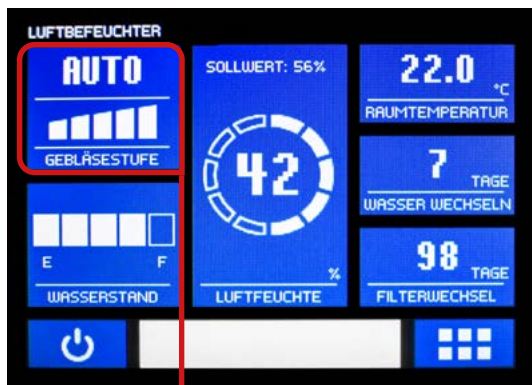 LUFTBEFEUCHTER
AUTO
GEBLÄSESTUFE
E F
WASSERSTAND
SOLLWERT: 56%
42
%
LUFTFEUCHTE
22.0 °C
RAUMTEMPERATUR
7 TAGE
WASSER WECHSELN
98 TAGE
FILTERWECHSEL